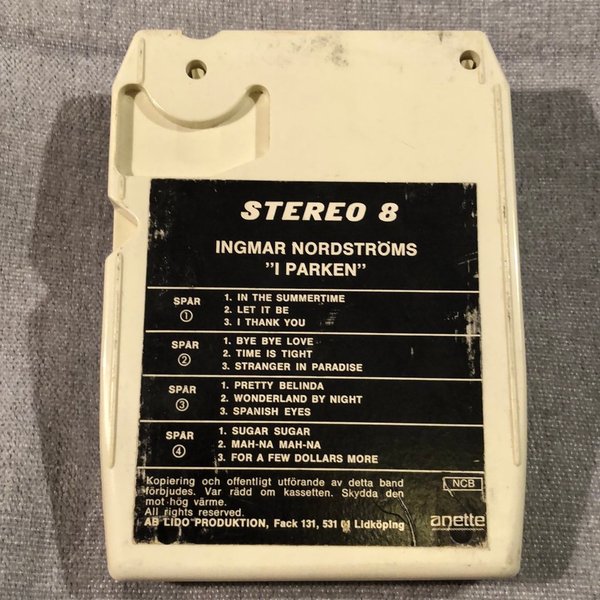 STEREO 8
INGMAR NORDSTRÖMS
"I PARKEN"
SPÅR
1
1. IN THE SUMMERTIME
2. LET IT BE
3. I THANK YOU
SPÅR
2
1. BYE BYE LOVE
2. TIME IS TIGHT
3. STRANGER IN PARADISE
SPÅR
3
1. PRETTY BELINDA
2. WONDERLAND BY NIGHT
3. SPANISH EYES
SPÅR
4
1. SUGAR SUGAR
2. MAH-NA MAH-NA
3. FOR A FEW DOLLARS MORE
Kopiering och offentligt utförande av detta band
förbjudes. Var rädd om kassetten. Skydda den
mot hög värme.
All rights reserved.
AB LIDO PRODUKTION, Fack 131, 531 01 Lidköping
NCB
anette